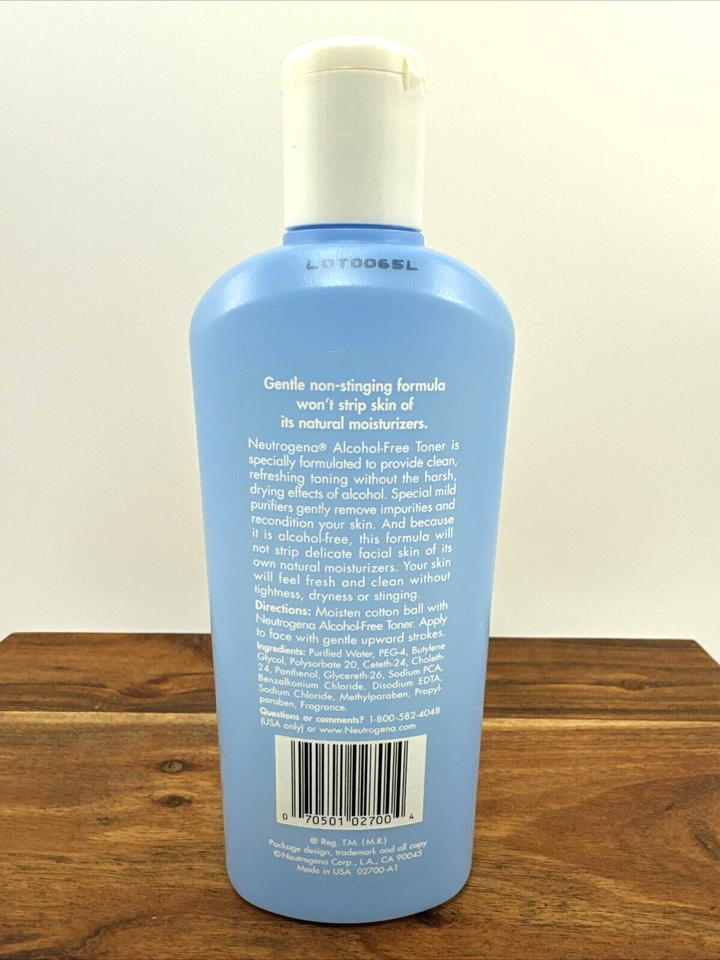 LOT0065L
Gentle non-stinging formula
won't strip skin of
its natural moisturizers.
Neutrogena® Alcohol-Free Toner is
specially formulated to provide clean,
refreshing toning without the harsh,
drying effects of alcohol. Special mild
purifiers gently remove impurities and
recondition your skin. And because
it is alcohol-free, this formula will
not strip delicate facial skin of its
own natural moisturizers. Your skin
will feel fresh and clean without
tightness, dryness or stinging.
Directions: Moisten cotton ball with
Neutrogena Alcohol-Free Toner. Apply
to face with gentle upward strokes.
Ingredients: Purified Water, PEG-4, Butylene
Glycol, Polysorbate 20, Ceteth-24, Choleth-
24, Panthenol, Glycereth-26, Sodium PCA,
Benzalkonium Chloride, Disodium EDTA,
Sodium Chloride, Methylparaben, Propyl-
paraben, Fragrance.
Questions or comments? 1-800-582-4048
(USA only) or www.Neutrogena.com
0 70501 02700 4
® Reg. T.M. (M.R.)
Package design, trademark and all copy
©Neutrogena Corp., L.A., CA 90045
Made in USA 02700-A1